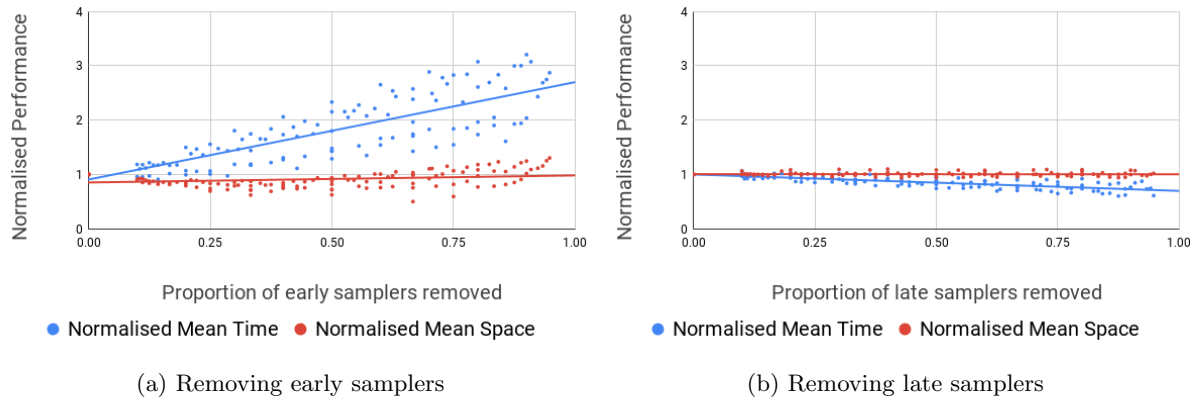 4
3
2
1
0
Normalised Performance
0.00 0.25 0.50 0.75 1.00
Proportion of early samplers removed
Normalised Mean Time Normalised Mean Space
(a) Removing early samplers
4
3
2
1
0
Normalised Performance
0.00 0.25 0.50 0.75 1.00
Proportion of late samplers removed
Normalised Mean Time Normalised Mean Space
(b) Removing late samplers